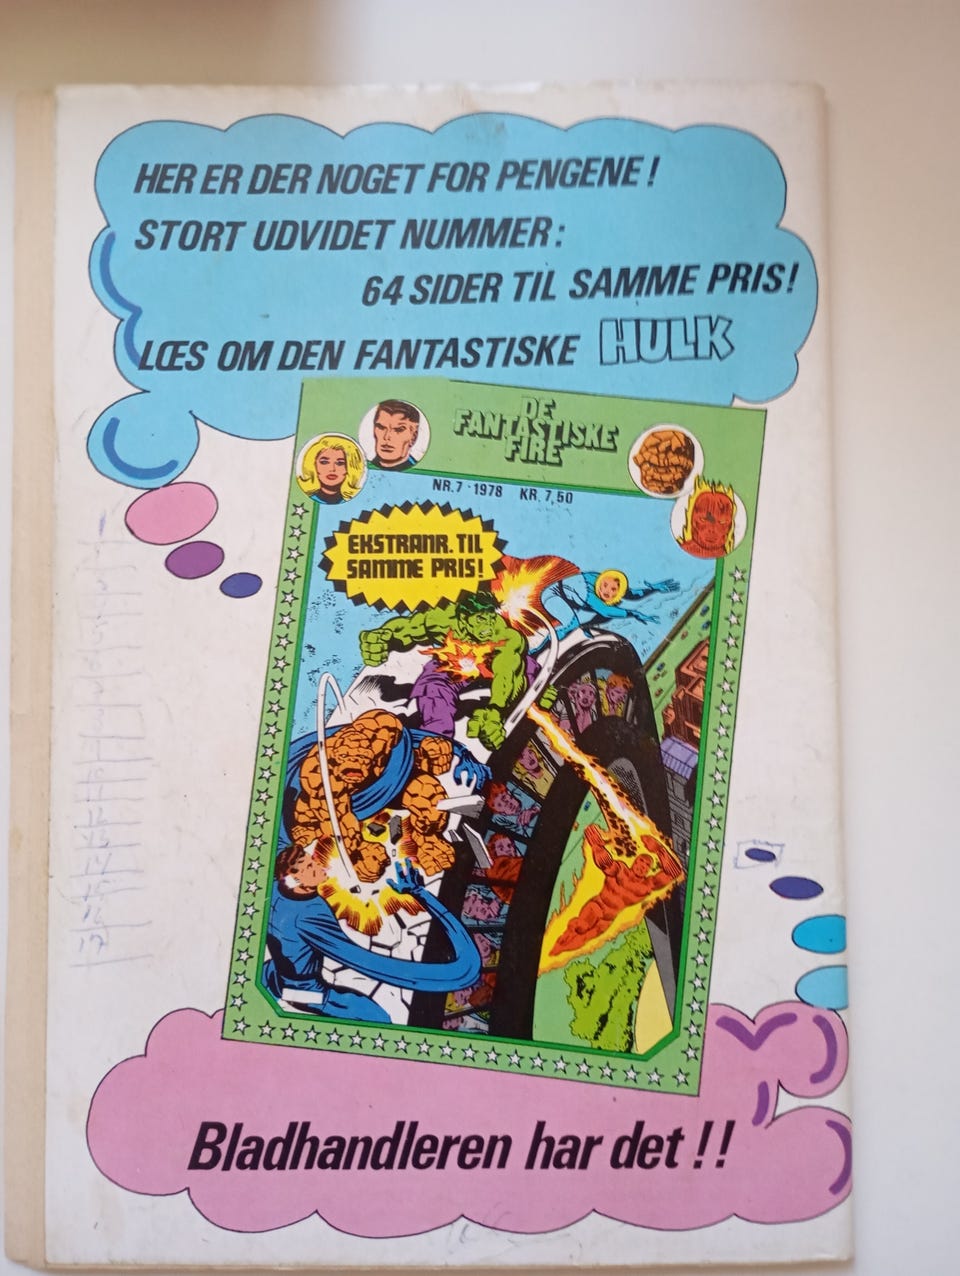 HER ER DER NOGET FOR PENGENE!
STORT UDVIDET NUMMER:
64 SIDER TIL SAMME PRIS!
LŒS OM DEN FANTASTISKE HULK
DE
FANTASTISKE
FIRE
NR. 7 · 1978 KR. 7,50
EKSTRANR. TIL
SAMME PRIS!
Bladhandleren har det !!